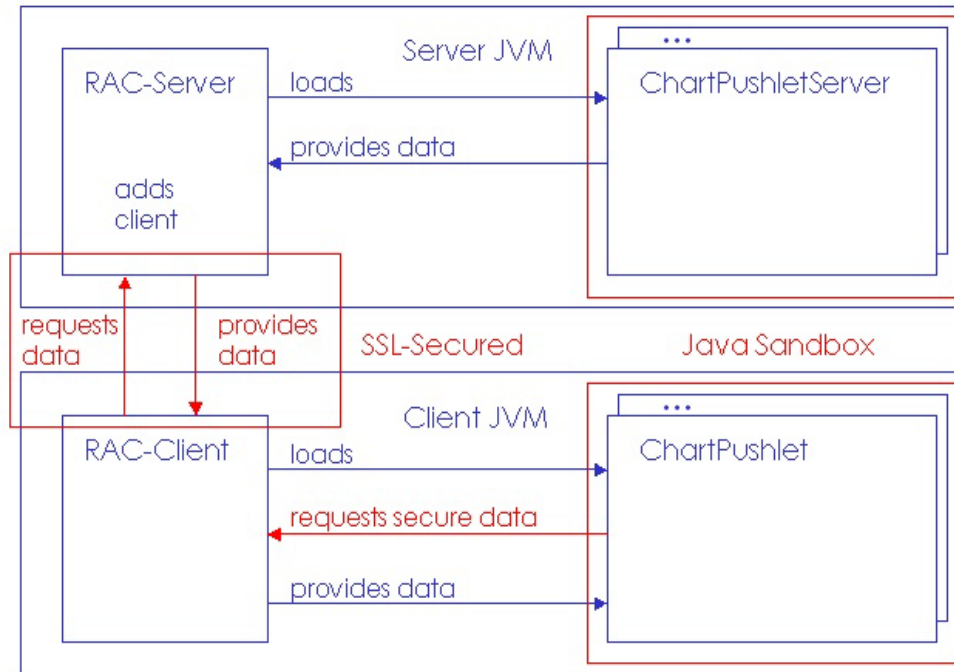 Server JVM
RAC-Server
loads
...
ChartPushletServer
provides data
adds
client
requests
data
provides
data
SSL-Secured
Java Sandbox
Client JVM
RAC-Client
loads
...
ChartPushlet
requests secure data
provides data